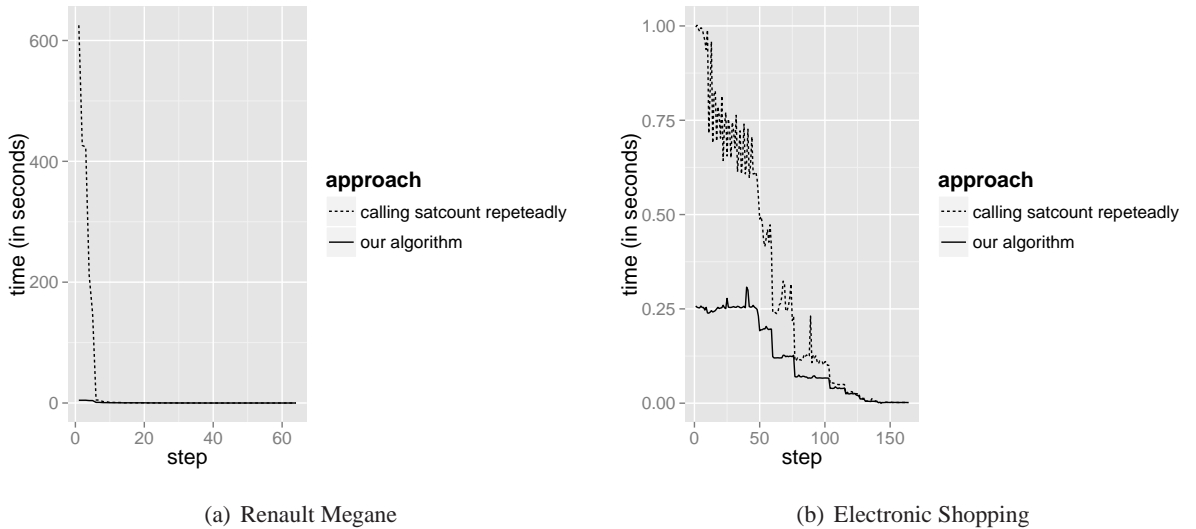 600
400
200
0
time (in seconds)
0 20 40 60
step
approach
calling satcount repeteadly
our algorithm
(a) Renault Megane
1.00
0.75
0.50
0.25
0.00
time (in seconds)
0 50 100 150
step
approach
calling satcount repeteadly
our algorithm
(b) Electronic Shopping